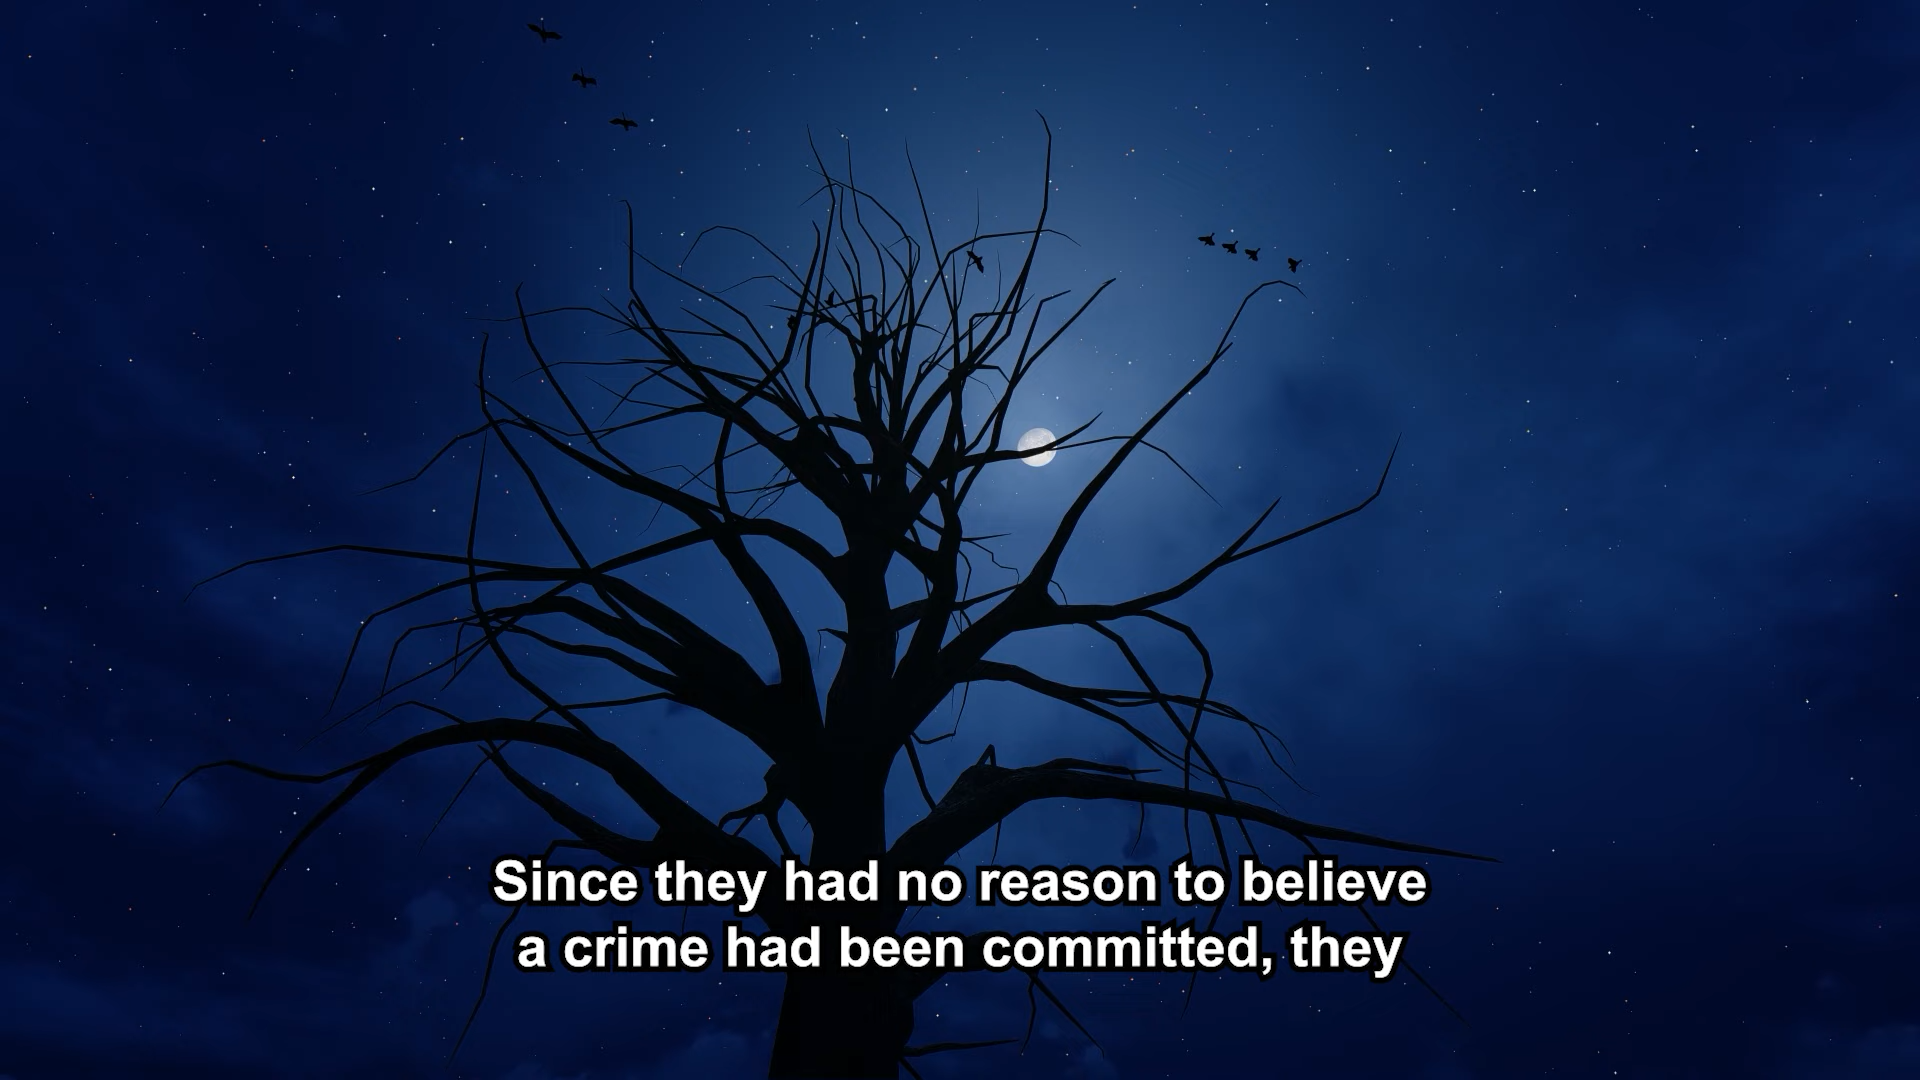 Since they had no reason to believe
a crime had been committed, they